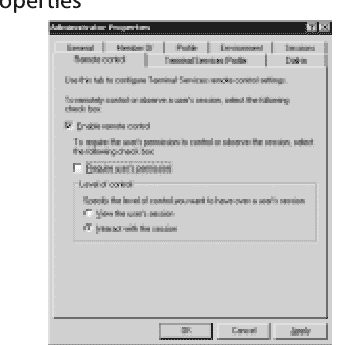 operties
Administrator Properties
General Member Of Profile Environment Sessions
Remote control Terminal Services Profile Dial-in
Use this tab to configure Terminal Services remote control settings.
To remotely control or observe a user's session, select the following
check box:
Enable remote control
To require the user's permission to control or observe the session, select
the following check box:
Require user's permission
Level of control
Specify the level of control you want to have over a user's session
View the user's session
Interact with the session
OK Cancel Apply